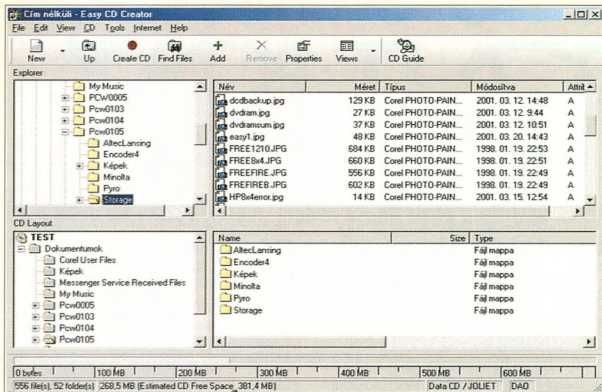 Cím nélküli - Easy CD Creator
File Edit View CD Tools Internet Help
New Up Create CD Find Files Add Remove Properties Views CD Guide
Explorer
My Music
PCW0005
Pcw0103
Pcw0104
Pcw0105
AltecLansing
Encoder4
Képek
Minolta
Pyro
Storage
Név Méret Típus Módosítva Attrib
dcdbackup.jpg 129 KB Corel PHOTO-PAIN... 2001. 03. 12. 14:48 A
dvdram.jpg 27 KB Corel PHOTO-PAIN... 2001. 03. 12. 9:44 A
dvdramsum.jpg 37 KB Corel PHOTO-PAIN... 2001. 03. 12. 10:51 A
easy1.jpg 48 KB Corel PHOTO-PAIN... 2001. 03. 20. 14:43 A
FREE1210.JPG 684 KB Corel PHOTO-PAIN... 1998. 01. 19. 22:53 A
FREE8x4.JPG 660 KB Corel PHOTO-PAIN... 1998. 01. 19. 22:51 A
FREEFIRE.JPG 556 KB Corel PHOTO-PAIN... 1998. 01. 19. 22:49 A
FREEFIREB.JPG 602 KB Corel PHOTO-PAIN... 1998. 01. 19. 22:49 A
HP8x4error.jpg 14 KB Corel PHOTO-PAIN... 2001. 03. 15. 12:54 A
CD Layout
TEST
Dokumentumok
Corel User Files
Képek
Messenger Service Received Files
My Music
Pcw0005
Pcw0103
Pcw0104
Pcw0105
Name Size Type
AltecLansing Fájl mappa
Encoder4 Fájl mappa
Képek Fájl mappa
Minolta Fájl mappa
Pyro Fájl mappa
Storage Fájl mappa
0 bytes 100 MB 200 MB 300 MB 400 MB 500 MB 600 MB
556 file(s), 52 folder(s) 268,5 MB (Estimated CD Free Space 381,4 MB) Data CD / JOLIET DAO